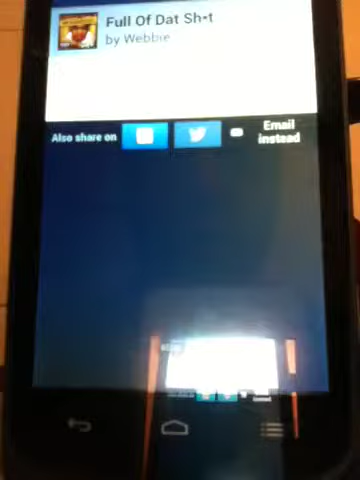 Full Of Dat Sh*t
by Webbie
Also share on
Email
instead